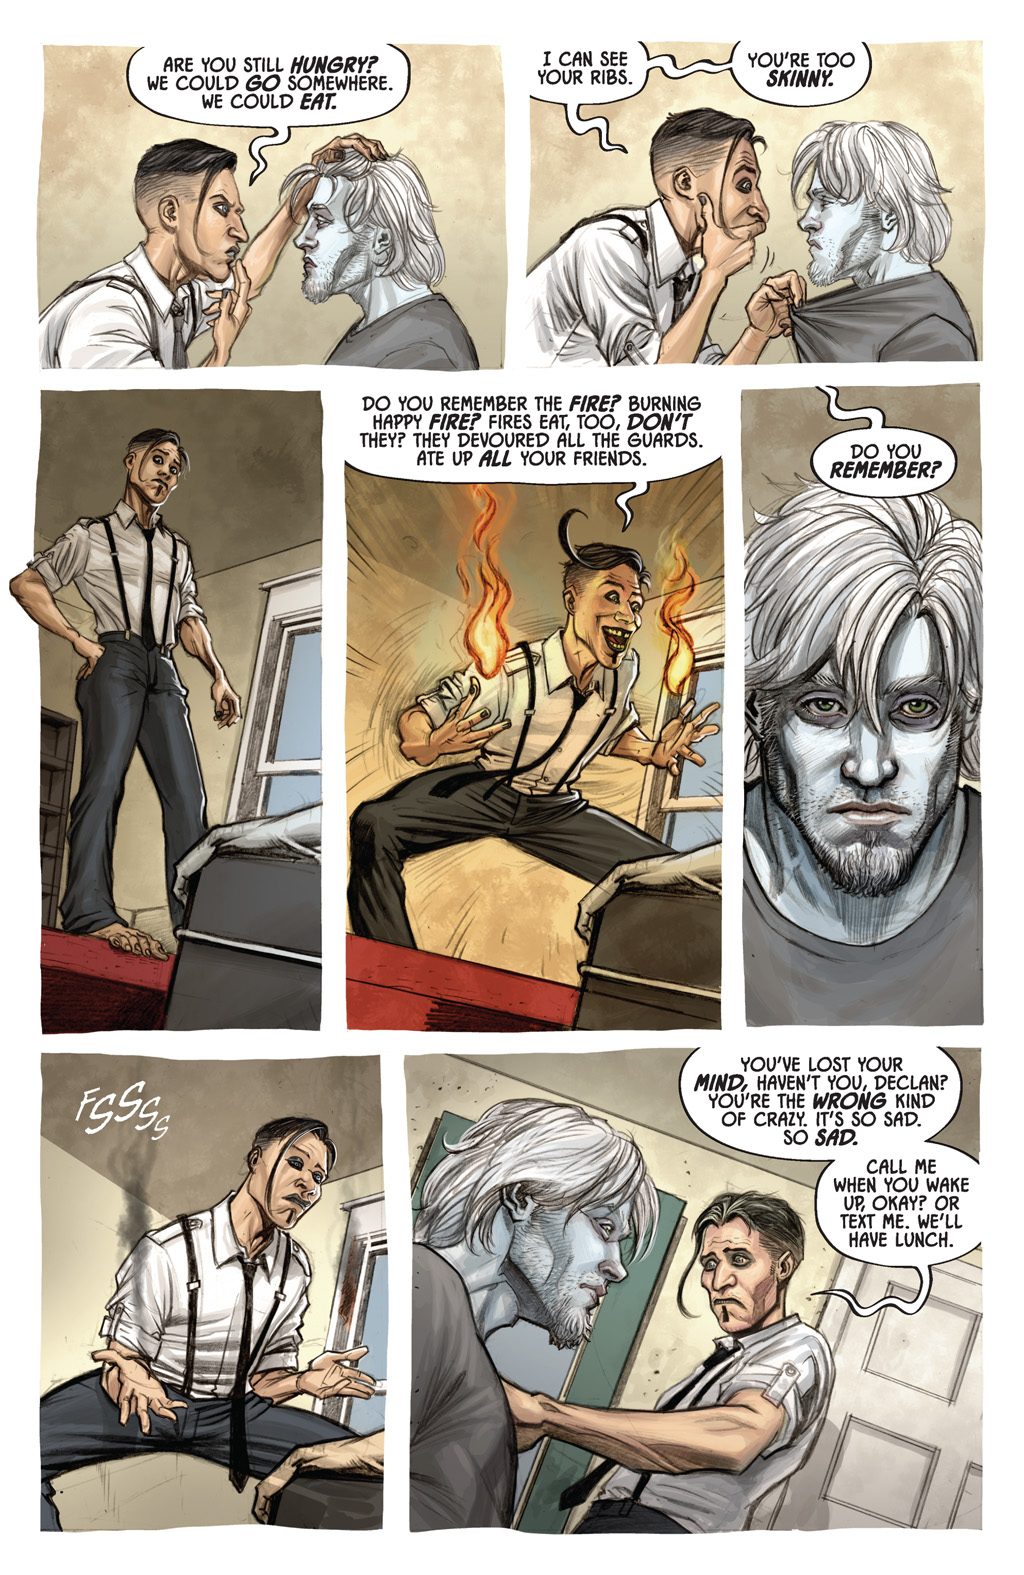 ARE YOU STILL HUNGRY?
WE COULD GO SOMEWHERE.
WE COULD EAT.
I CAN SEE
YOUR RIBS.
YOU'RE TOO
SKINNY.
DO YOU REMEMBER THE FIRE? BURNING
HAPPY FIRE? FIRES EAT, TOO, DON'T
THEY? THEY DEVOURED ALL THE GUARDS.
ATE UP ALL YOUR FRIENDS.
DO YOU
REMEMBER?
FSSSS
YOU'VE LOST YOUR
MIND, HAVEN'T YOU, DECLAN?
YOU'RE THE WRONG KIND
OF CRAZY. IT'S SO SAD.
SO SAD.
CALL ME
WHEN YOU WAKE
UP, OKAY? OR
TEXT ME. WE'LL
HAVE LUNCH.